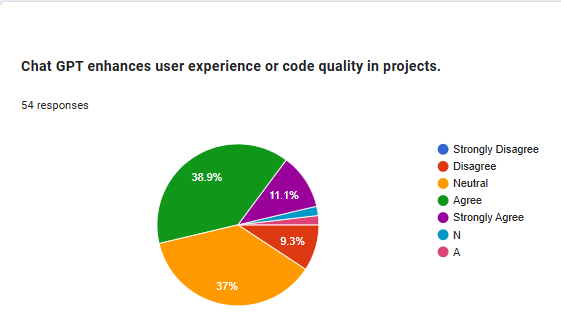 Chat GPT enhances user experience or code quality in projects.
54 responses
38.9%
11.1%
9.3%
37%
Strongly Disagree
Disagree
Neutral
Agree
Strongly Agree
N
A